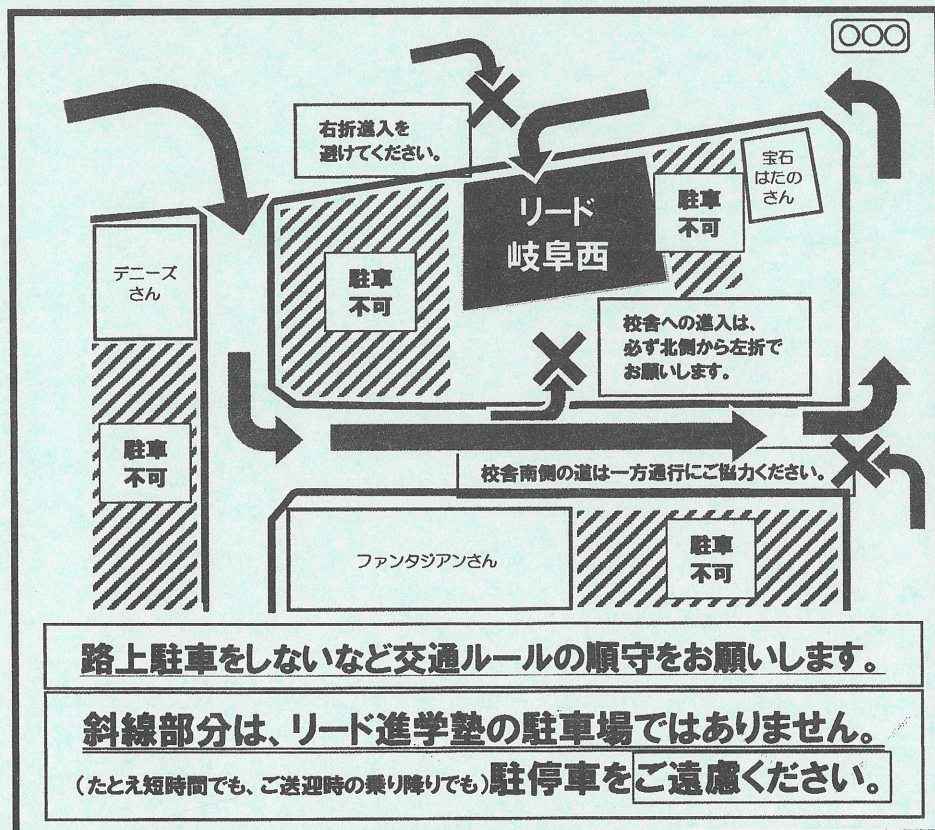 右折進入を
避けてください。
宝石
はたの
さん
リード
岐阜西
駐車
不可
デニーズ
さん
駐車
不可
校舎への進入は、
必ず北側から左折で
お願いします。
駐車
不可
校舎南側の道は一方通行にご協力ください。
ファンタジアンさん
駐車
不可
路上駐車をしないなど交通ルールの順守をお願いします。
斜線部分は、リード進学塾の駐車場ではありません。
(たとえ短時間でも、ご送迎時の乗り降りでも)駐停車をご遠慮ください。